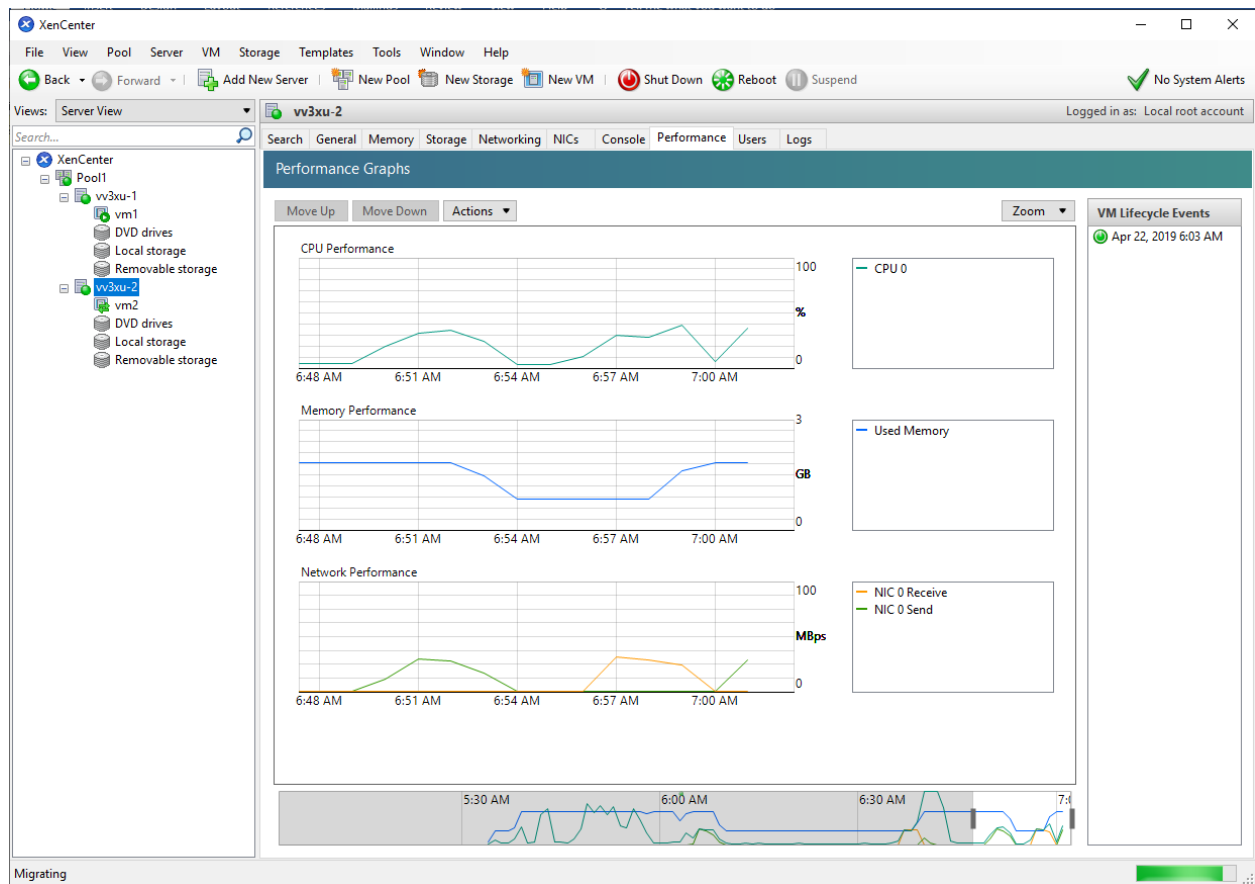 XenCenter
File View Pool Server VM Storage Templates Tools Window Help
Back Forward Add New Server New Pool New Storage New VM Shut Down Reboot Suspend No System Alerts
Views: Server View vv3xu-2 Logged in as: Local root account
Search...
Search General Memory Storage Networking NICs Console Performance Users Logs
XenCenter
Pool1
vv3xu-1
vm1
DVD drives
Local storage
Removable storage
vv3xu-2
vm2
DVD drives
Local storage
Removable storage
Performance Graphs
Move Up Move Down Actions Zoom
CPU Performance
100
%
0
6:48 AM 6:51 AM 6:54 AM 6:57 AM 7:00 AM
CPU 0
Memory Performance
3
GB
0
6:48 AM 6:51 AM 6:54 AM 6:57 AM 7:00 AM
Used Memory
Network Performance
100
MBps
0
6:48 AM 6:51 AM 6:54 AM 6:57 AM 7:00 AM
NIC 0 Receive
NIC 0 Send
5:30 AM 6:00 AM 6:30 AM
VM Lifecycle Events
Apr 22, 2019 6:03 AM
Migrating